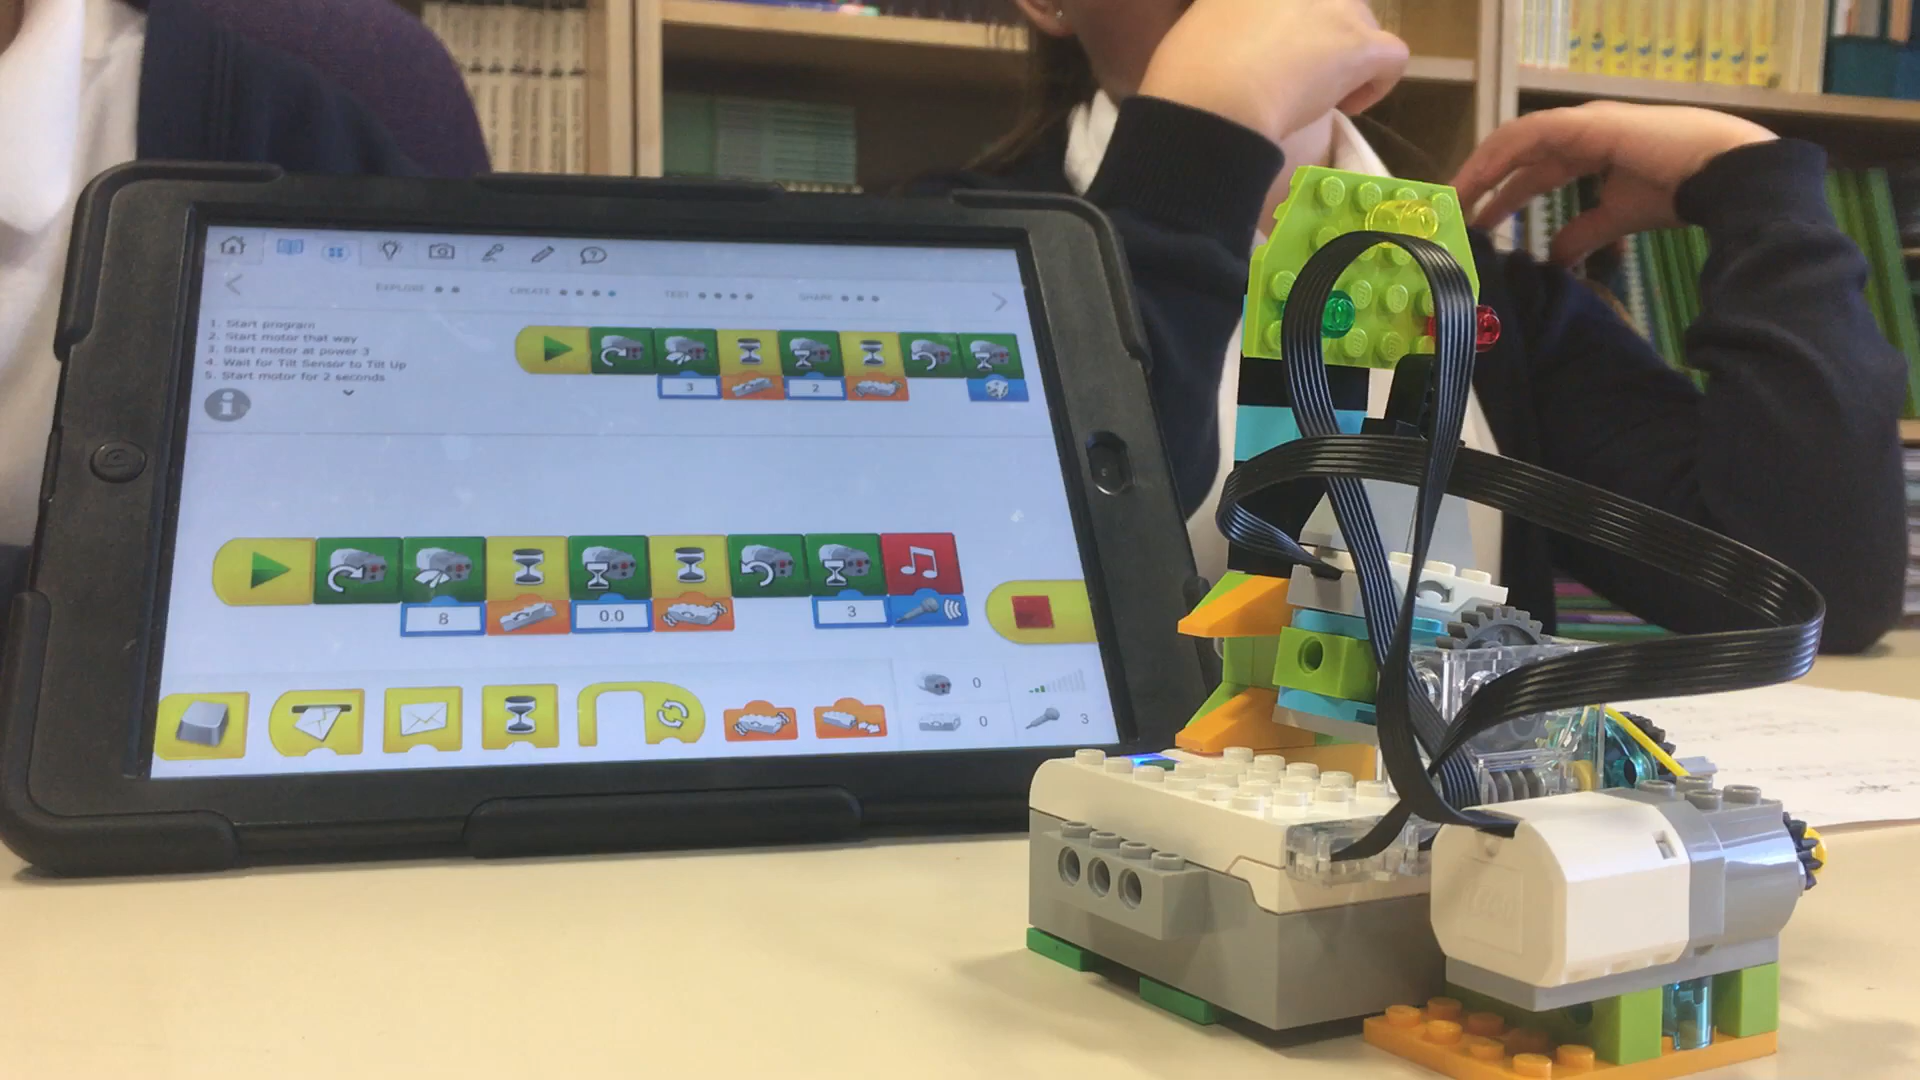 EXPLORE CREATE TEST SHARE
1. Start program
2. Start motor that way
3. Start motor at power 3
4. Wait for Tilt Sensor to Tilt Up
5. Start motor for 2 seconds
3 2
8 0.0 3
0
0 3